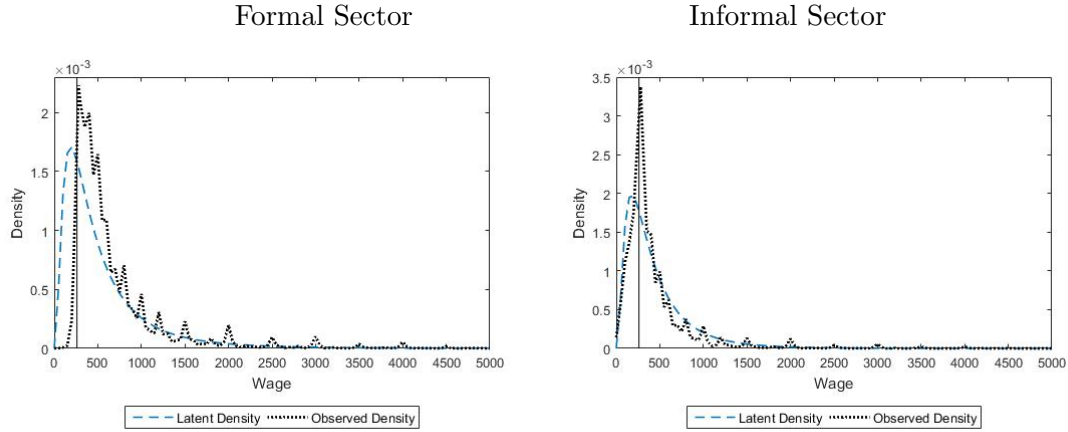 Formal Sector
Informal Sector
×10⁻³
2
1.5
1
0.5
0
Density
0 500 1000 1500 2000 2500 3000 3500 4000 4500 5000
Wage
Latent Density Observed Density
×10⁻³
3.5
3
2.5
2
1.5
1
0.5
0
Density
0 500 1000 1500 2000 2500 3000 3500 4000 4500 5000
Wage
Latent Density Observed Density